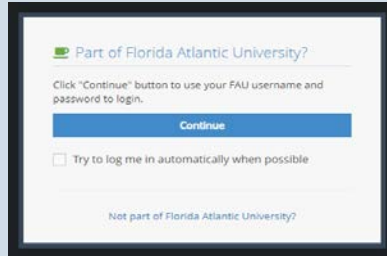 Part of Florida Atlantic University?
Click "Continue" button to use your FAU username and
password to login.
Continue
Try to log me in automatically when possible
Not part of Florida Atlantic University?